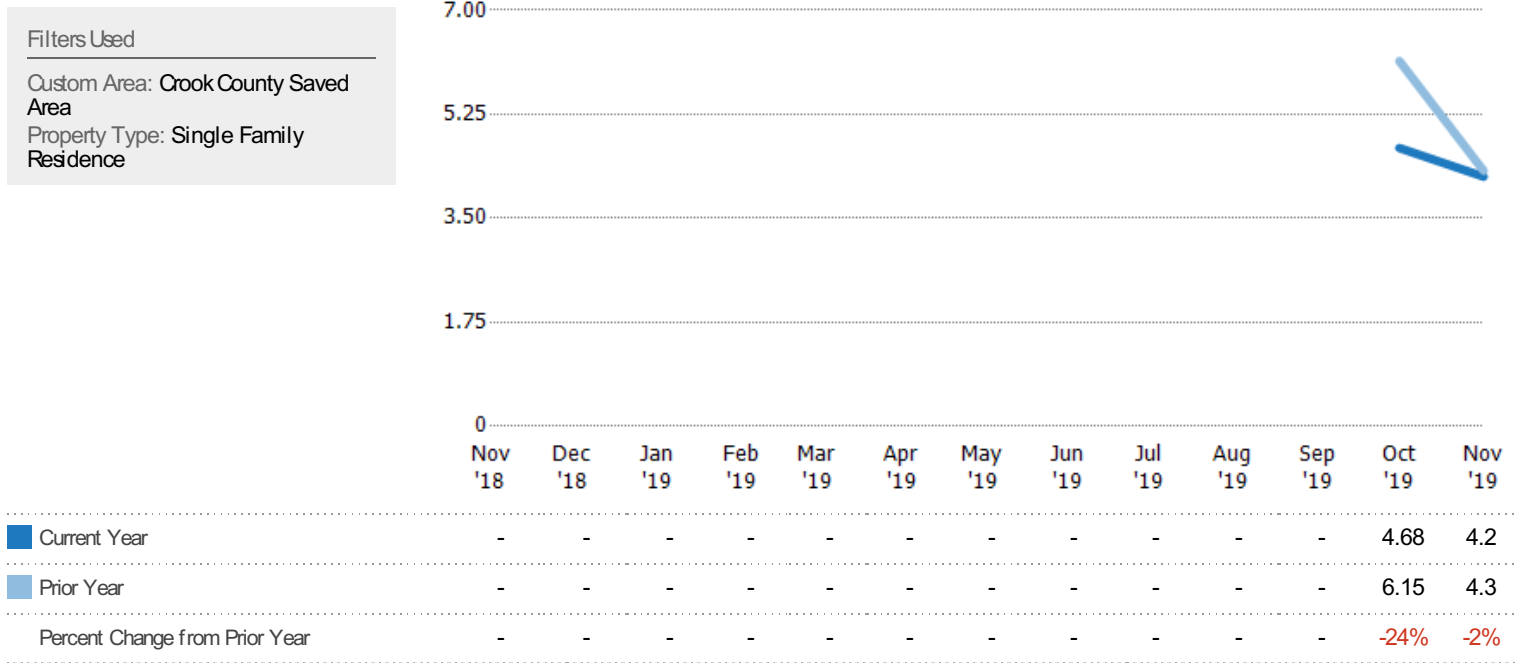 Filters Used
Custom Area: Crook County Saved
Area
Property Type: Single Family
Residence
7.00
5.25
3.50
1.75
0
Nov Dec Jan Feb Mar Apr May Jun Jul Aug Sep Oct Nov
'18 '18 '19 '19 '19 '19 '19 '19 '19 '19 '19 '19 '19
Current Year - - - - - - - - - - - 4.68 4.2
Prior Year - - - - - - - - - - - 6.15 4.3
Percent Change from Prior Year - - - - - - - - - - - -24% -2%